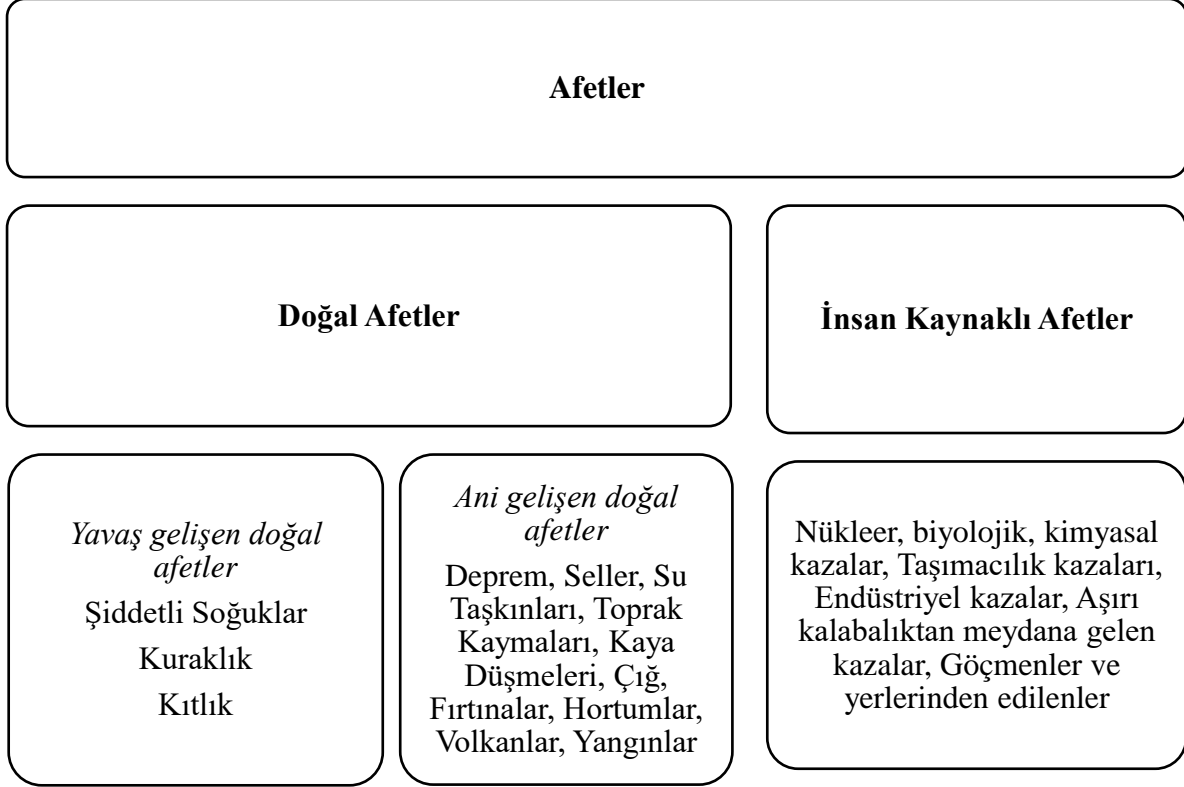 Afetler
Doğal Afetler
İnsan Kaynaklı Afetler
Yavaş gelişen doğal
afetler
Şiddetli Soğuklar
Kuraklık
Kıtlık
Ani gelişen doğal
afetler
Deprem, Seller, Su
Taşkınları, Toprak
Kaymaları, Kaya
Düşmeleri, Çığ,
Fırtınalar, Hortumlar,
Volkanlar, Yangınlar
Nükleer, biyolojik, kimyasal
kazalar, Taşımacılık kazaları,
Endüstriyel kazalar, Aşırı
kalabalıktan meydana gelen
kazalar, Göçmenler ve
yerlerinden edilenler